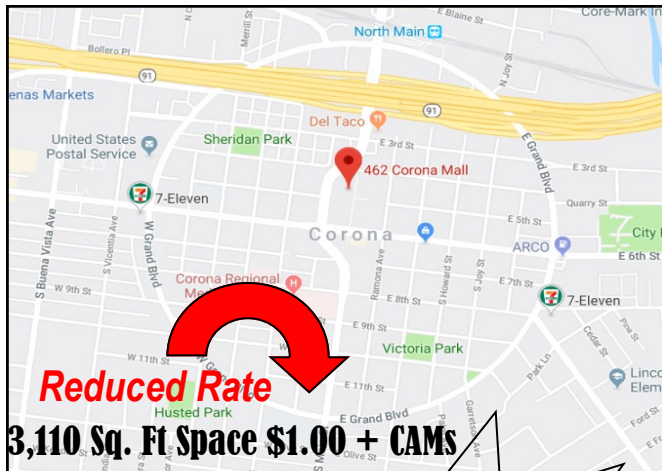 Core-Mark In
E Blaine St
North Main
Merrill St
N Joy St
Bollero Pl
91
enas Markets
91
Del Taco
E 3rd St
United States
Postal Service
Sheridan Park
462 Corona Mall
E Grand Blvd
E 3rd St
Quarry St
7-Eleven
E 5th St
City
Corona
W Grand Blvd
S Vicentia Ave
S Buena Vista Ave
ARCO
E 6th St
Ramona Ave
S Howard St
S Joy St
Corona Regional
E 7th St
W 9th St
E 8th St
7-Eleven
E 9th St
Cedar St
Pine St
Victoria Park
Park Ln
W 11th St
W Grand Blvd
E 11th St
Linco
Elem
Reduced Rate
Husted Park
E Grand Blvd
Garretson Ave
Ford St
3,110 Sq. Ft Space $1.00 + CAMs
Olive St